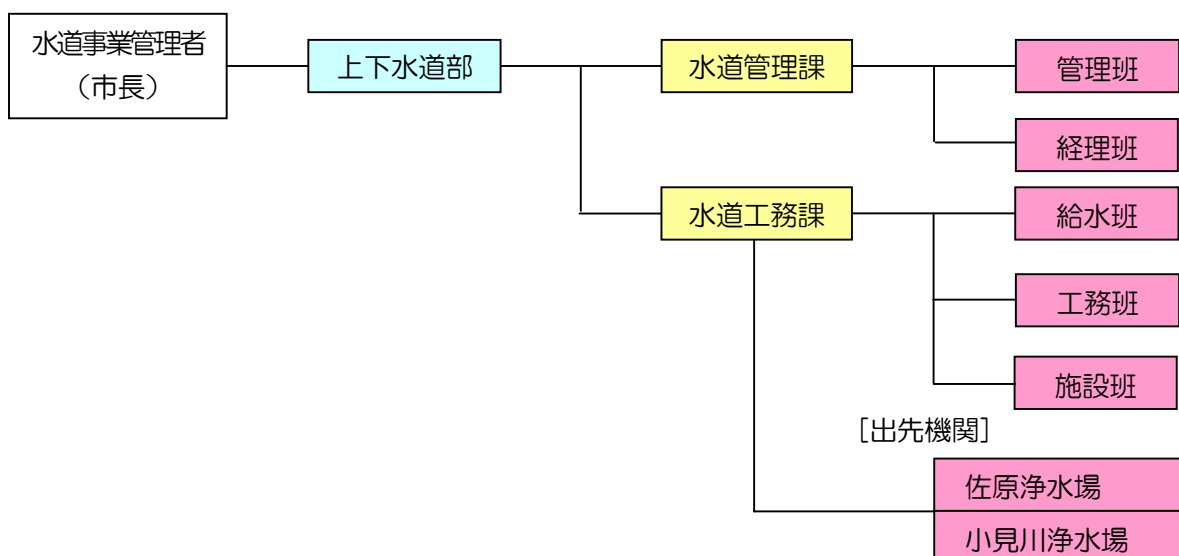 水道事業管理者
（市長）
上下水道部
水道管理課
管理班
経理班
水道工務課
給水班
工務班
施設班
［出先機関］
佐原浄水場
小見川浄水場